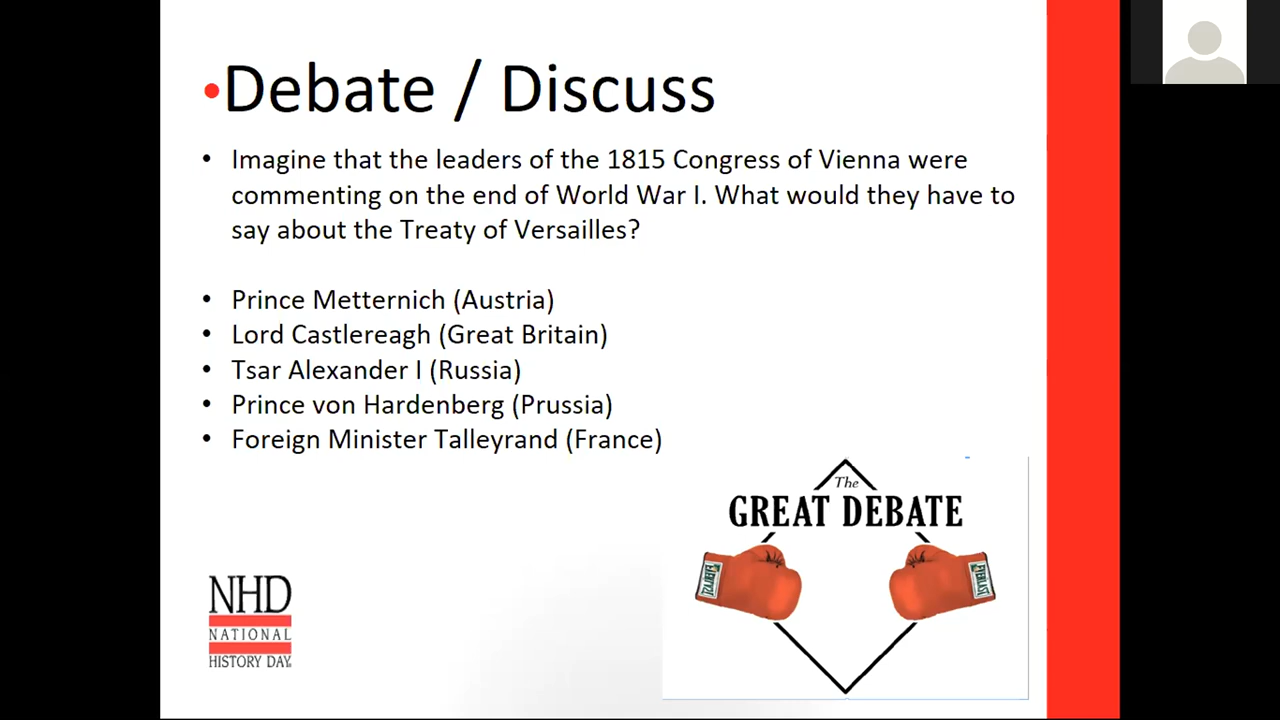 •Debate / Discuss
• Imagine that the leaders of the 1815 Congress of Vienna were
commenting on the end of World War I. What would they have to
say about the Treaty of Versailles?
• Prince Metternich (Austria)
• Lord Castlereagh (Great Britain)
• Tsar Alexander I (Russia)
• Prince von Hardenberg (Prussia)
• Foreign Minister Talleyrand (France)
The
GREAT DEBATE
EVERLAST
NHD
NATIONAL
HISTORY DAY